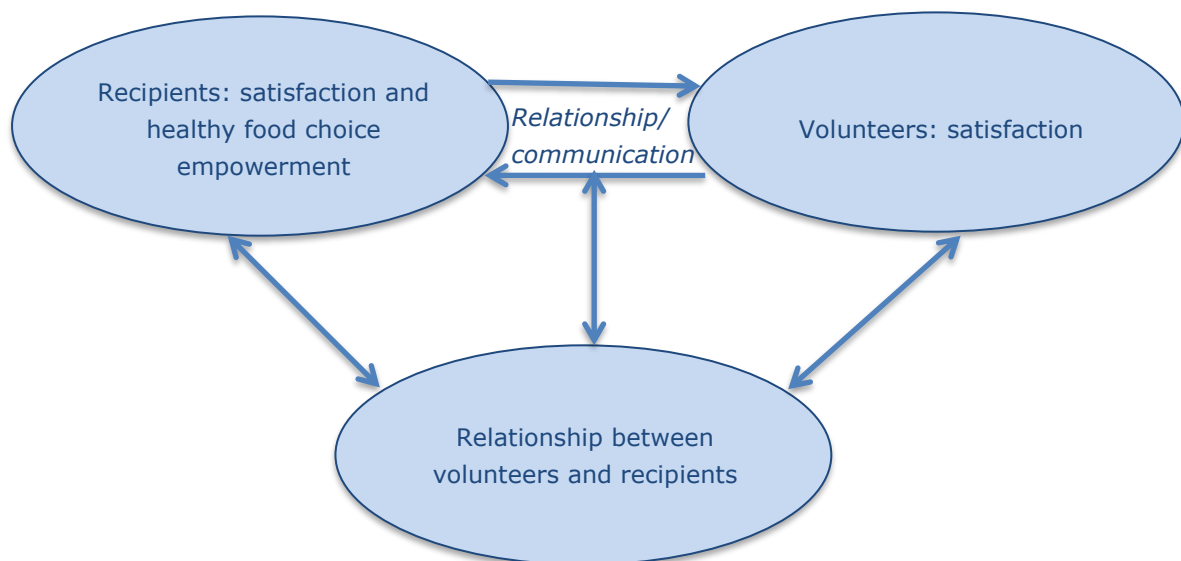 Recipients: satisfaction and
healthy food choice
empowerment
Relationship/
communication
Volunteers: satisfaction
Relationship between
volunteers and recipients